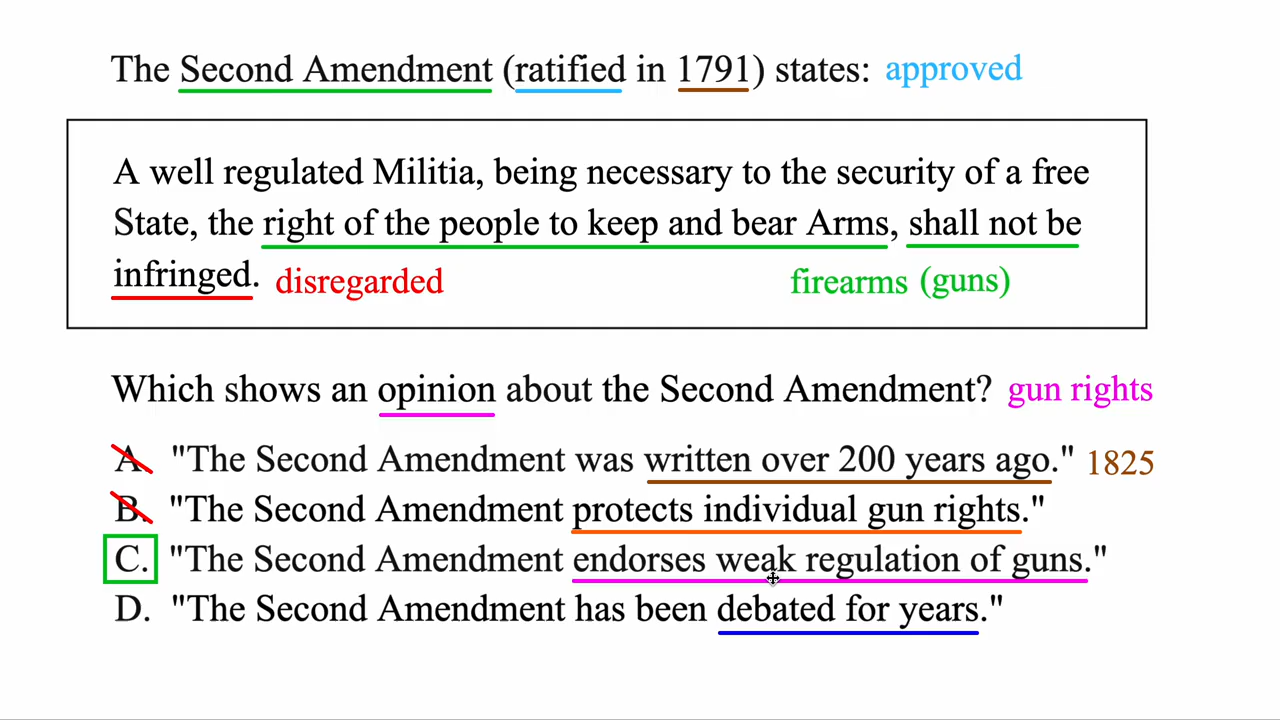 The Second Amendment (ratified in 1791) states: approved
A well regulated Militia, being necessary to the security of a free
State, the right of the people to keep and bear Arms, shall not be
infringed. disregarded firearms (guns)
Which shows an opinion about the Second Amendment? gun rights
A. "The Second Amendment was written over 200 years ago." 1825
B. "The Second Amendment protects individual gun rights."
C. "The Second Amendment endorses weak regulation of guns."
D. "The Second Amendment has been debated for years."